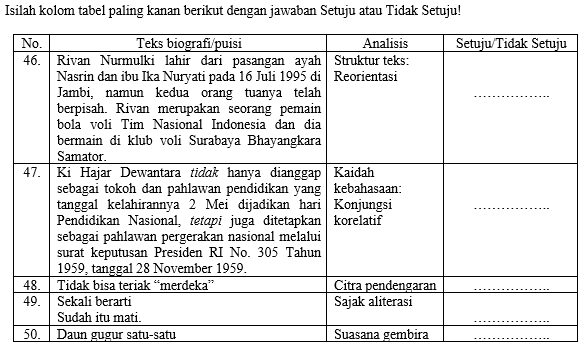 Isilah kolom tabel paling kanan berikut dengan jawaban Setuju atau Tidak Setuju!
No. Teks biografi/puisi Analisis Setuju/Tidak Setuju
46. Rivan Nurmulki lahir dari pasangan ayah Struktur teks:
Nasrin dan ibu Ika Nuryati pada 16 Juli 1995 di Reorientasi
Jambi, namun kedua orang tuanya telah ……………..
berpisah. Rivan merupakan seorang pemain
bola voli Tim Nasional Indonesia dan dia
bermain di klub voli Surabaya Bhayangkara
Samator.
47. Ki Hajar Dewantara tidak hanya dianggap Kaidah
sebagai tokoh dan pahlawan pendidikan yang kebahasaan:
tanggal kelahirannya 2 Mei dijadikan hari Konjungsi ……………..
Pendidikan Nasional, tetapi juga ditetapkan korelatif
sebagai pahlawan pergerakan nasional melalui
surat keputusan Presiden RI No. 305 Tahun
1959, tanggal 28 November 1959.
48. Tidak bisa teriak “merdeka” Citra pendengaran ……………..
49. Sekali berarti Sajak aliterasi
Sudah itu mati. ……………..
50. Daun gugur satu-satu Suasana gembira ……………..